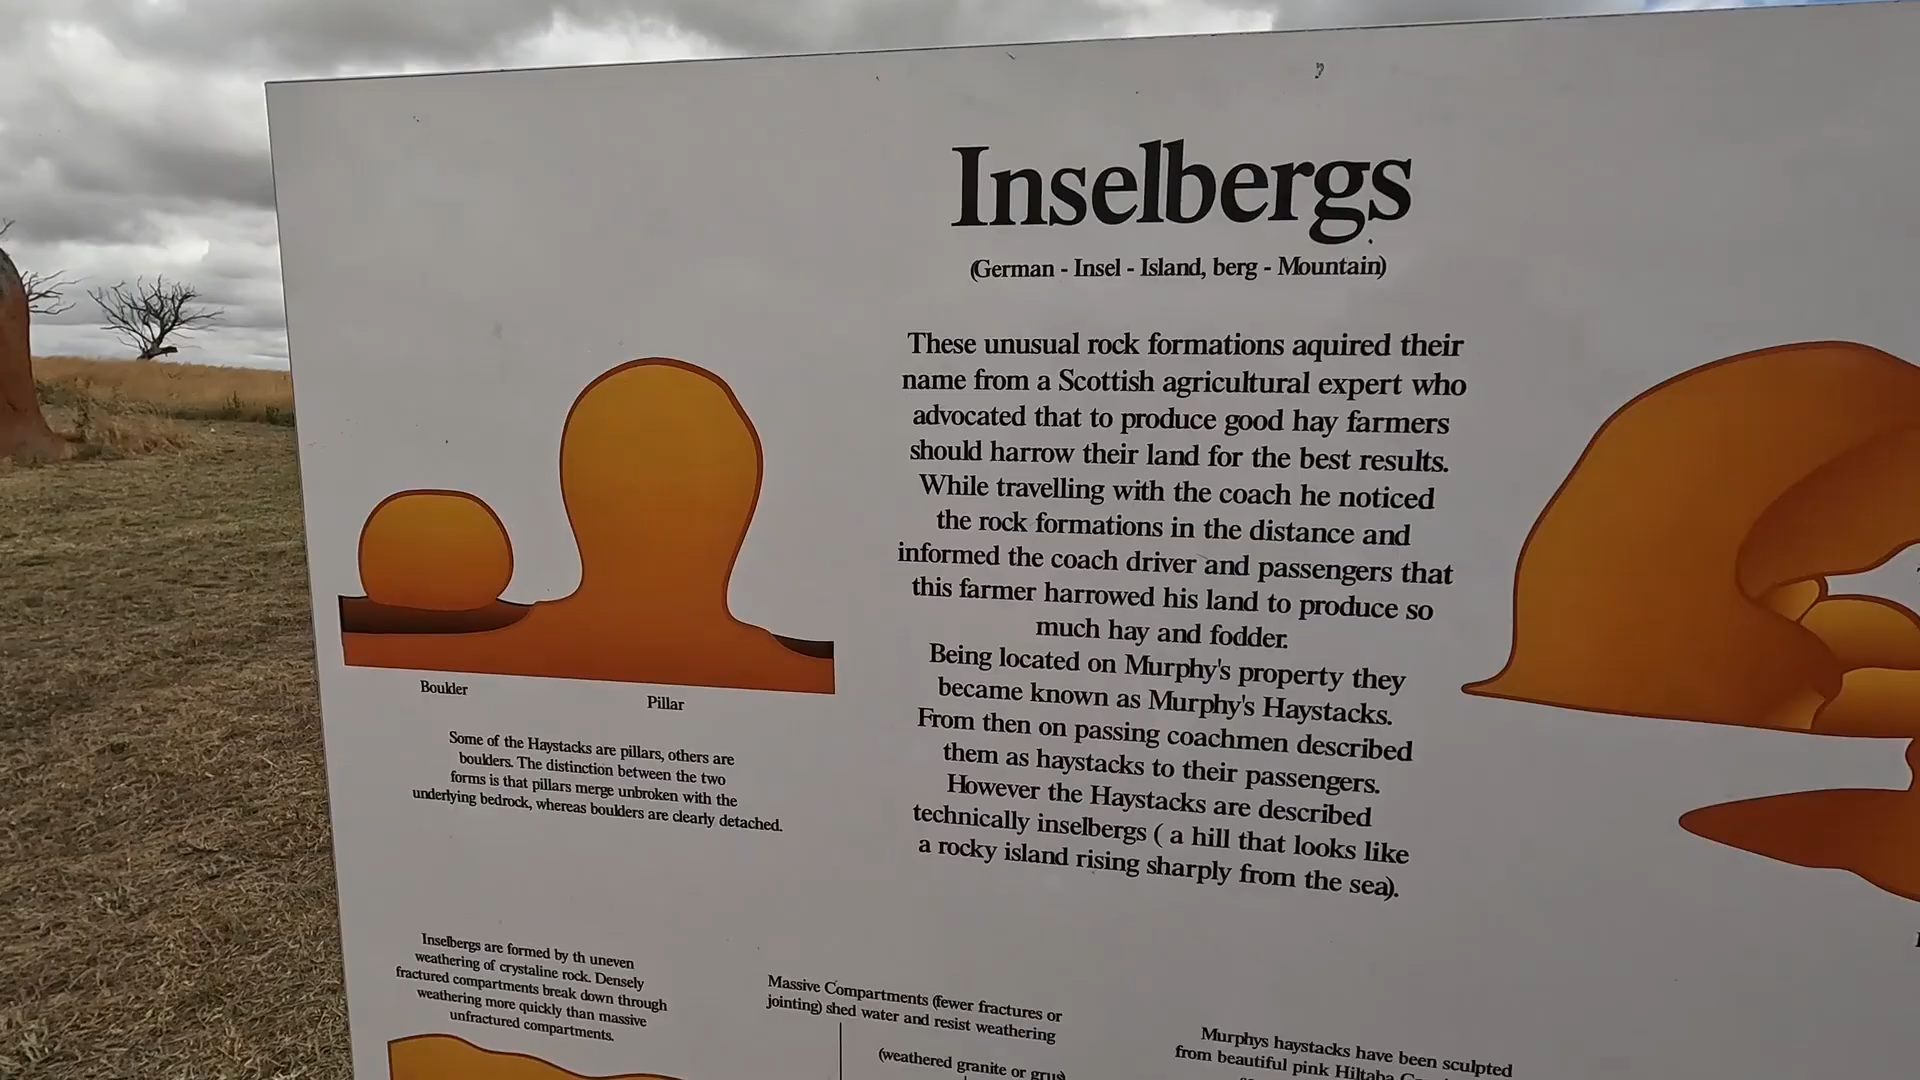 Inselbergs
(German - Insel - Island, berg - Mountain)
These unusual rock formations aquired their
name from a Scottish agricultural expert who
advocated that to produce good hay farmers
should harrow their land for the best results.
While travelling with the coach he noticed
the rock formations in the distance and
informed the coach driver and passengers that
this farmer harrowed his land to produce so
much hay and fodder.
Being located on Murphy's property they
became known as Murphy's Haystacks.
From then on passing coachmen described
them as haystacks to their passengers.
However the Haystacks are described
technically inselbergs ( a hill that looks like
a rocky island rising sharply from the sea).
Boulder
Pillar
Some of the Haystacks are pillars, others are
boulders. The distinction between the two
forms is that pillars merge unbroken with the
underlying bedrock, whereas boulders are clearly detached.
Inselbergs are formed by th uneven
weathering of crystaline rock. Densely
fractured compartments break down through
weathering more quickly than massive
unfractured compartments.
Massive Compartments (fewer fractures or
jointing) shed water and resist weathering
(weathered granite or grus)
Murphys haystacks have been sculpted
from beautiful pink Hiltaba